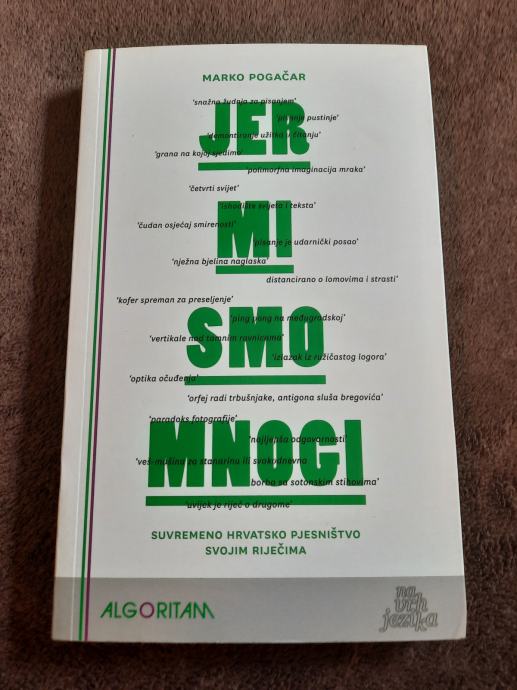 MARKO POGAČAR
'snažna žudnja za pisanjem'
JER
'pitanje pustinje'
'demontiranje užitka u čitanju'
'grana na kojoj sjedimo'
'polimorfna imaginacija mraka'
'četvrti svijet'
'ishodište svijeta i teksta'
MI
'čudan osjećaj smirenosti'
'pisanje je udarnički posao'
'nježna bjelina naglaska'
distancirano o lomovima i strasti'
'kofer spreman za preseljenje'
SMO
'ping pong na međugradskoj'
'vertikale nad tamnim ravnicama'
'izlazak iz ružičastog logora'
'optika očuđenja'
'orfej radi trbušnjake, antigona sluša bregovića'
'paradoks fotografije'
MNOGI
'najljepša odgovornost'
'veš-mašina za stanarinu ili svakodnevna
borba sa sotonskim stihovima'
'uvijek je riječ o drugome'
SUVREMENO HRVATSKO PJESNIŠTVO
SVOJIM RIJEČIMA
ALGORITAM
na
vrh
jezika